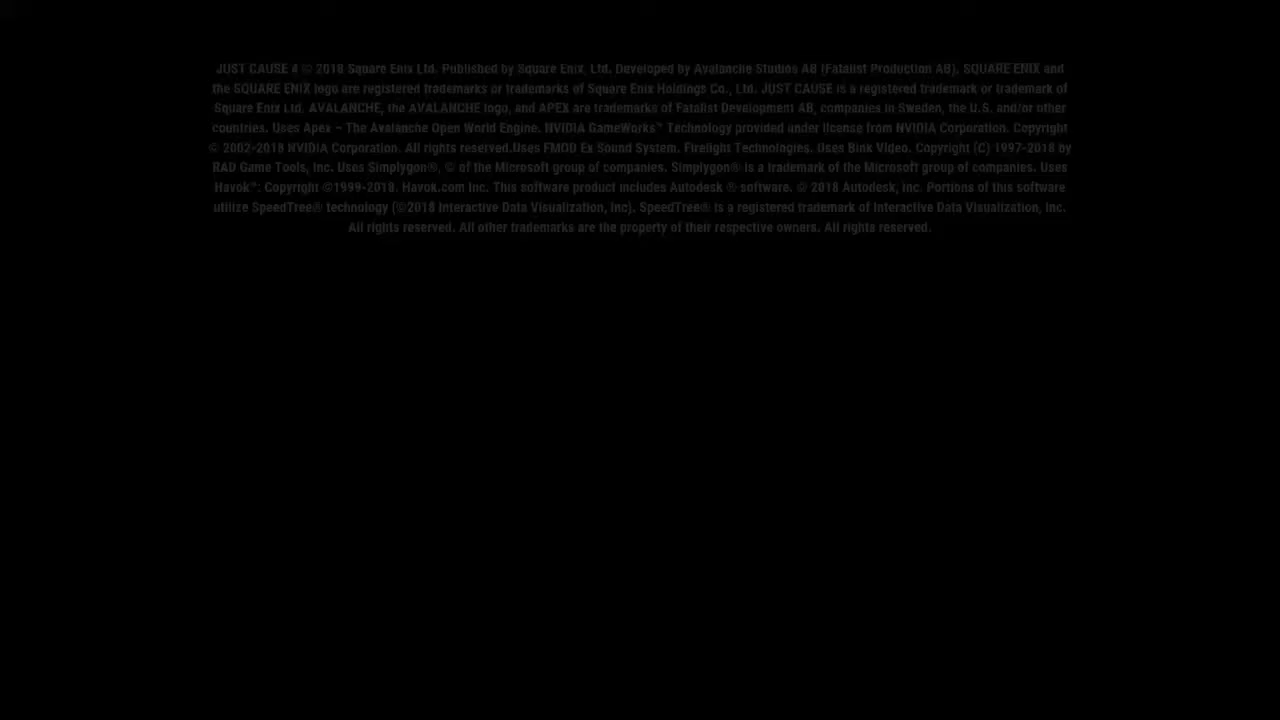 JUST CAUSE 4 © 2018 Square Enix Ltd. Published by Square Enix, Ltd. Developed by Avalanche Studios AB (Fatalist Production AB). SQUARE ENIX and
the SQUARE ENIX logo are registered trademarks or trademarks of Square Enix Holdings Co., Ltd. JUST CAUSE is a registered trademark or trademark of
Square Enix Ltd. AVALANCHE, the AVALANCHE logo, and APEX are trademarks of Fatalist Development AB, companies in Sweden, the U.S. and/or other
countries. Uses Apex – The Avalanche Open World Engine. NVIDIA GameWorks™ Technology provided under license from NVIDIA Corporation. Copyright
© 2002-2018 NVIDIA Corporation. All rights reserved.Uses FMOD Ex Sound System. Firelight Technologies. Uses Bink Video. Copyright (C) 1997-2018 by
RAD Game Tools, Inc. Uses Simplygon®, © of the Microsoft group of companies. Simplygon® is a trademark of the Microsoft group of companies. Uses
Havok™: Copyright ©1999-2018. Havok.com Inc. This software product includes Autodesk ® software. © 2018 Autodesk, Inc. Portions of this software
utilize SpeedTree® technology (©2018 Interactive Data Visualization, Inc). SpeedTree® is a registered trademark of Interactive Data Visualization, Inc.
All rights reserved. All other trademarks are the property of their respective owners. All rights reserved.